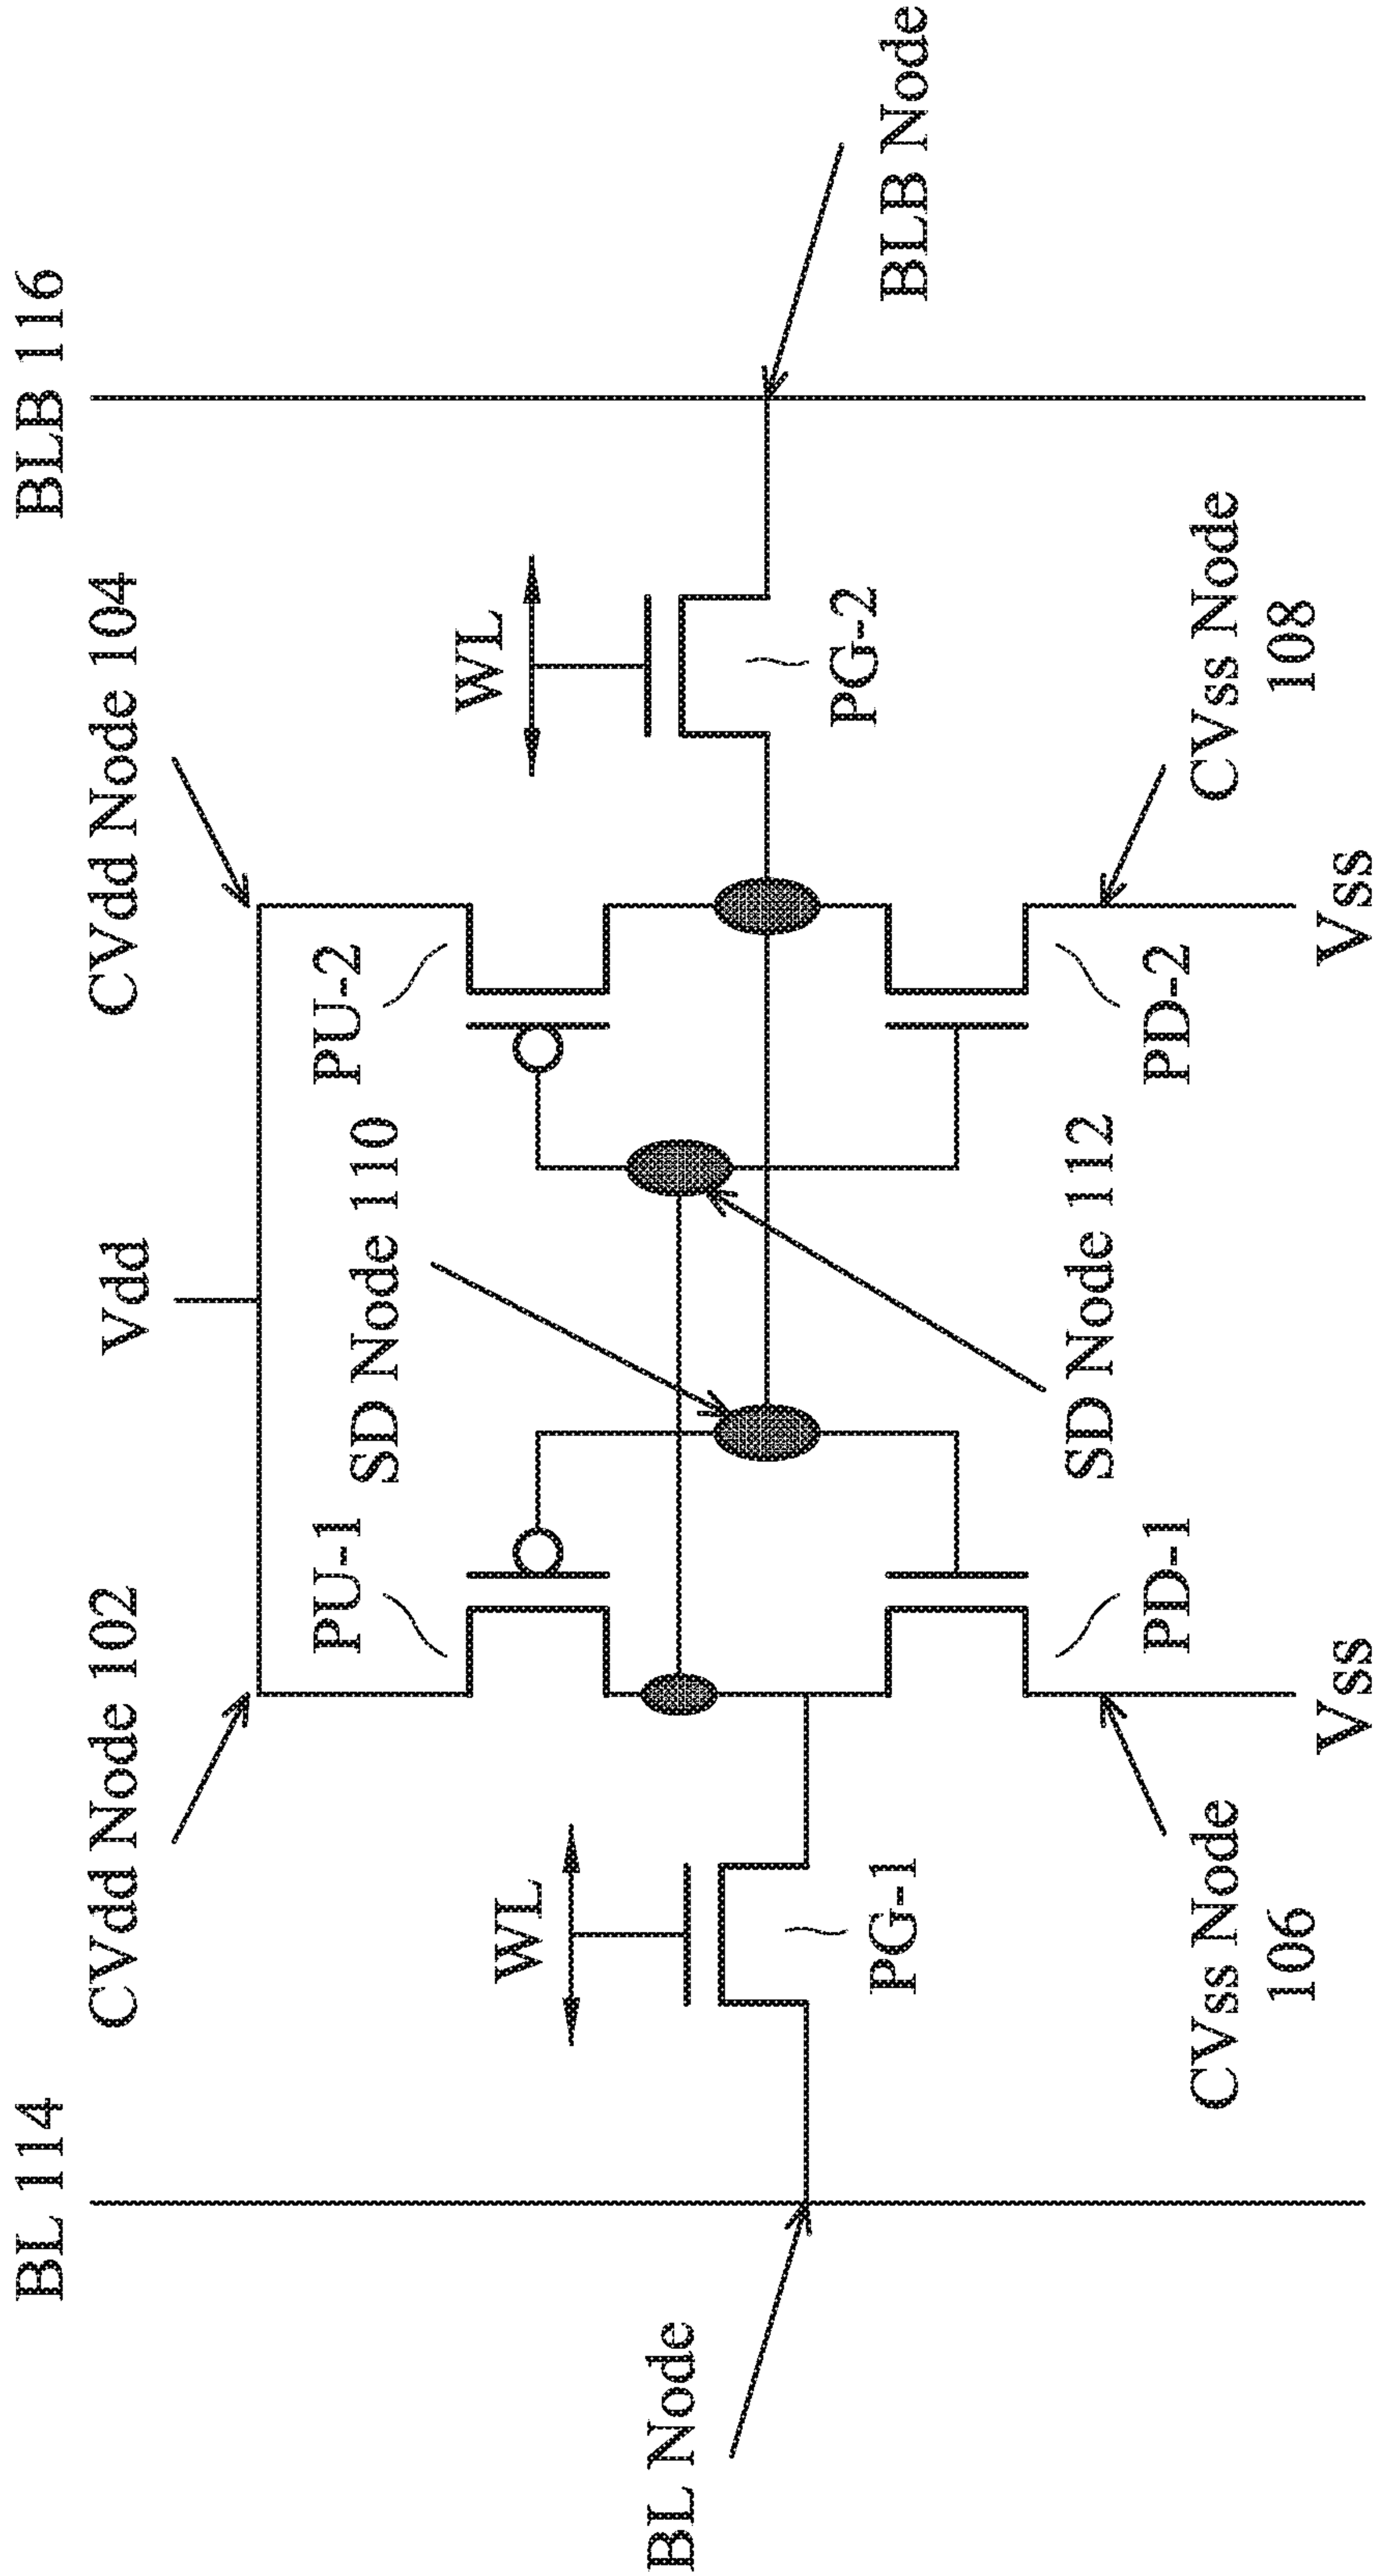 BL 114
BLB 116
CVdd Node 102
Vdd
CVdd Node 104
PU-1
PU-2
SD Node 110
WL
WL
BL Node
PG-1
PG-2
BLB Node
SD Node 112
PD-1
PD-2
CVss Node
106
CVss Node
108
Vss
Vss